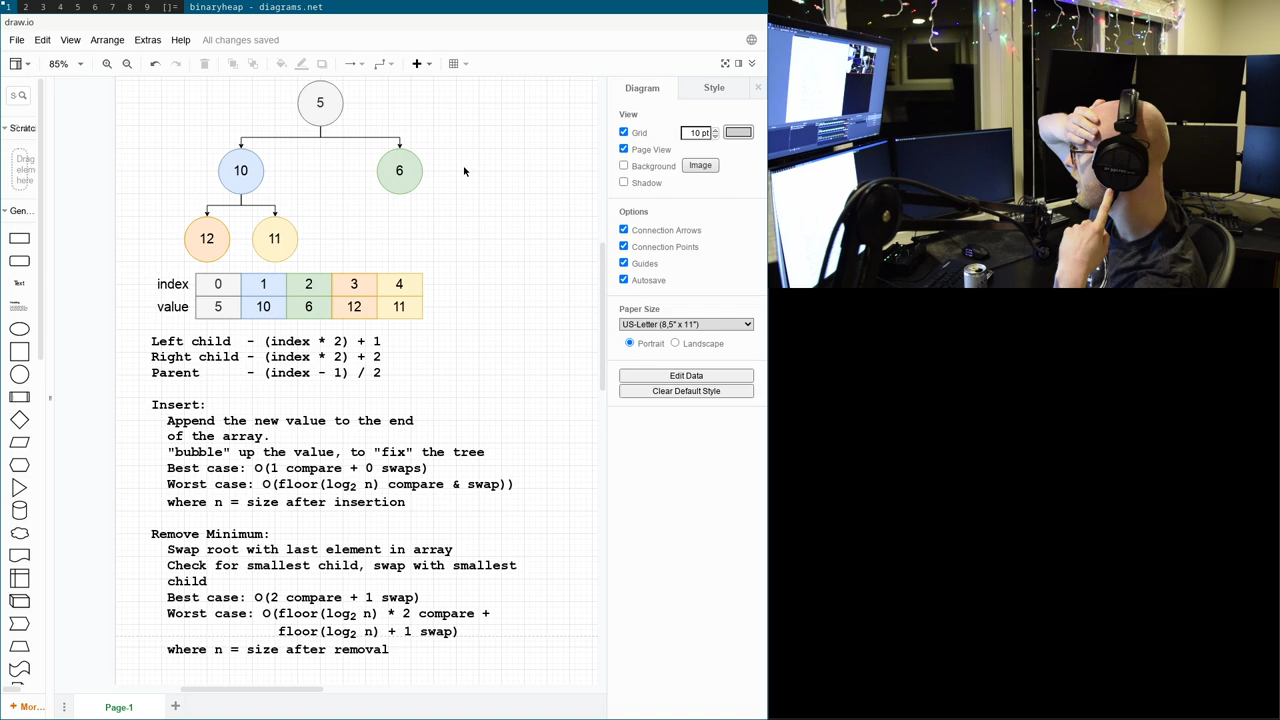 1 2 3 4 5 6 7 8 9 []= binaryheap - diagrams.net
draw.io
File Edit View Arrange Extras Help All changes saved
85%
S
Scratc
Drag
elem
here
Gen...
Text
Heading
5
10
6
12
11
index 0 1 2 3 4
value 5 10 6 12 11
Left child - (index * 2) + 1
Right child - (index * 2) + 2
Parent - (index - 1) / 2
Insert:
Append the new value to the end
of the array.
"bubble" up the value, to "fix" the tree
Best case: O(1 compare + 0 swaps)
Worst case: O(floor(log2 n) compare & swap))
where n = size after insertion
Remove Minimum:
Swap root with last element in array
Check for smallest child, swap with smallest
child
Best case: O(2 compare + 1 swap)
Worst case: O(floor(log2 n) * 2 compare +
floor(log2 n) + 1 swap)
where n = size after removal
Mor...
Page-1
Diagram Style
View
Grid 10 pt
Page View
Background Image
Shadow
Options
Connection Arrows
Connection Points
Guides
Autosave
Paper Size
US-Letter (8,5" x 11")
Portrait Landscape
Edit Data
Clear Default Style